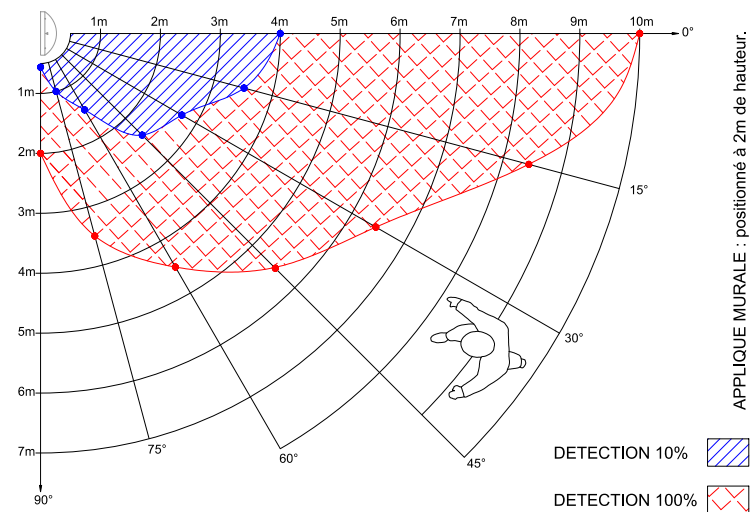 1m 2m 3m 4m 5m 6m 7m 8m 9m 10m 0°
1m
2m
3m
4m
5m
6m
7m
90°
75°
60°
45°
30°
15°
APPLIQUE MURALE : positionné à 2m de hauteur.
DETECTION 10%
DETECTION 100%